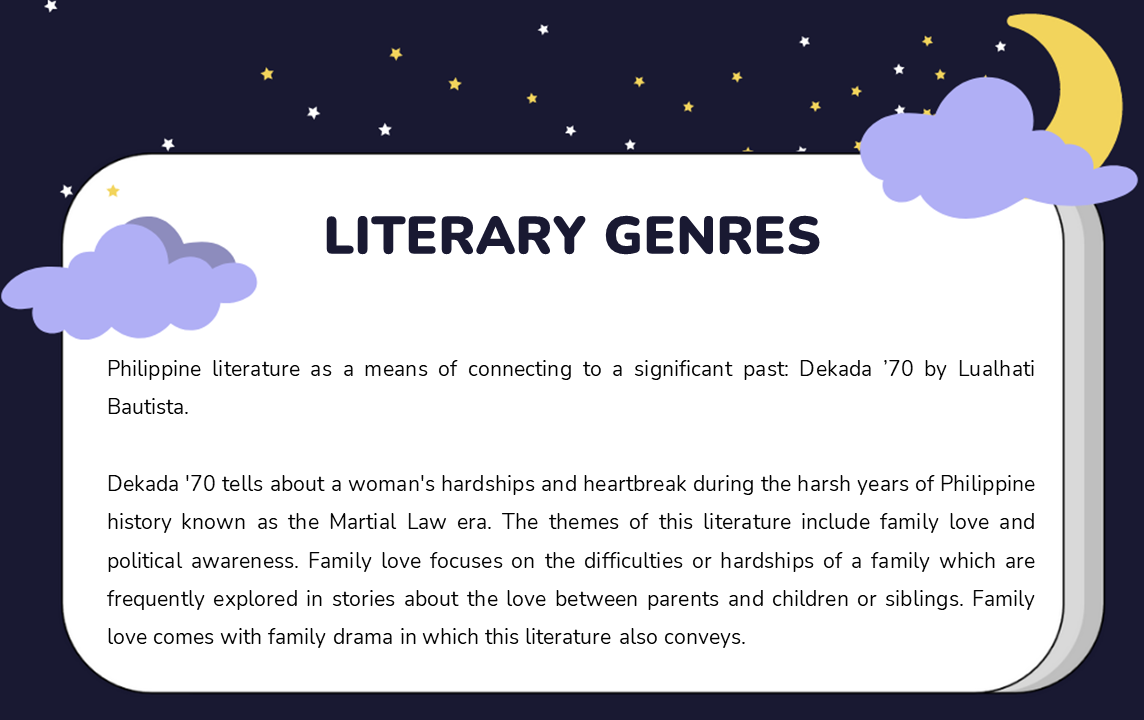 LITERARY GENRES
Philippine literature as a means of connecting to a significant past: Dekada ’70 by Lualhati
Bautista.
Dekada '70 tells about a woman's hardships and heartbreak during the harsh years of Philippine
history known as the Martial Law era. The themes of this literature include family love and
political awareness. Family love focuses on the difficulties or hardships of a family which are
frequently explored in stories about the love between parents and children or siblings. Family
love comes with family drama in which this literature also conveys.